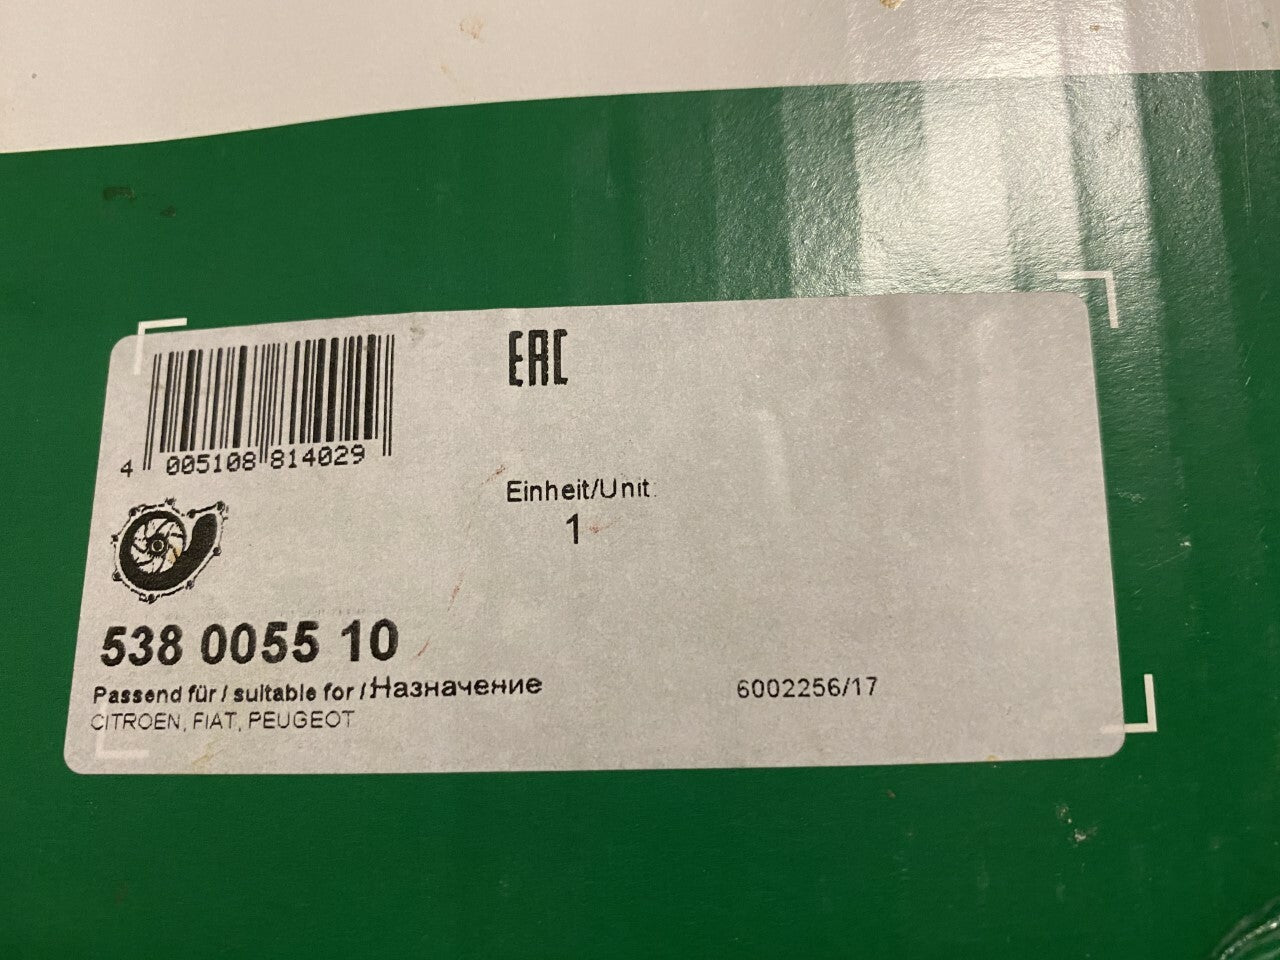 EAC
4 005108 814029
Einheit/Unit
1
538 0055 10
Passend für / suitable for / Назначение
6002256/17
CITROEN, FIAT, PEUGEOT